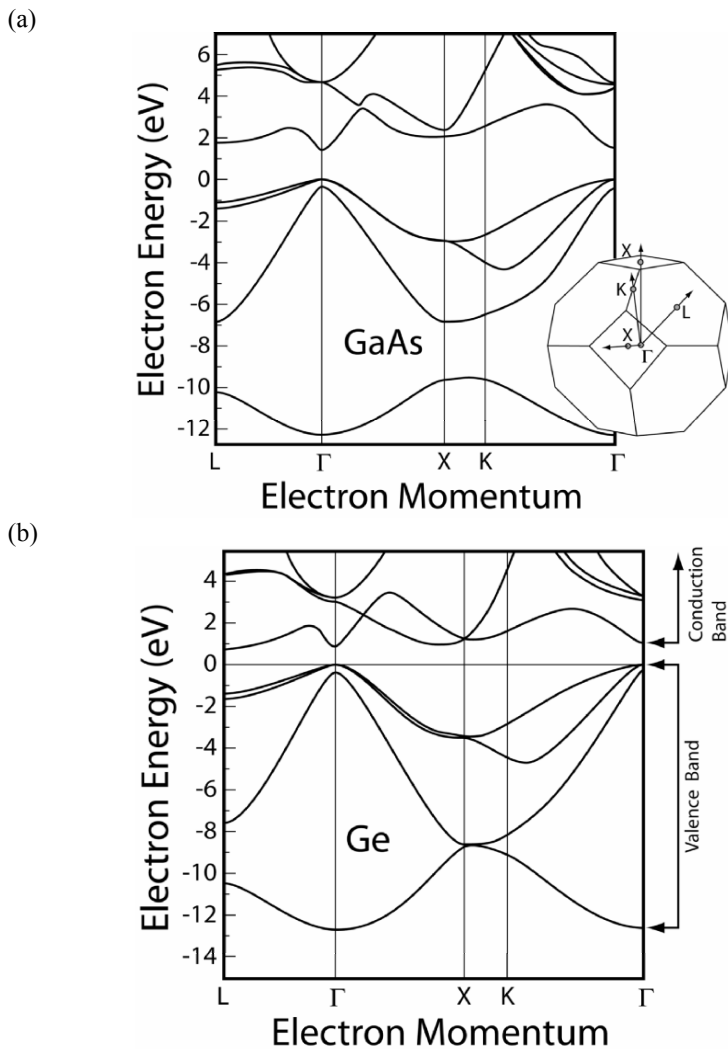 (a)
Electron Energy (eV)
6
4
2
0
-2
-4
-6
-8
-10
-12
GaAs
X
K
L
X
Γ
L Γ X K Γ
Electron Momentum
(b)
Electron Energy (eV)
4
2
0
-2
-4
-6
-8
-10
-12
-14
Ge
Conduction
Band
Valence Band
L Γ X K Γ
Electron Momentum